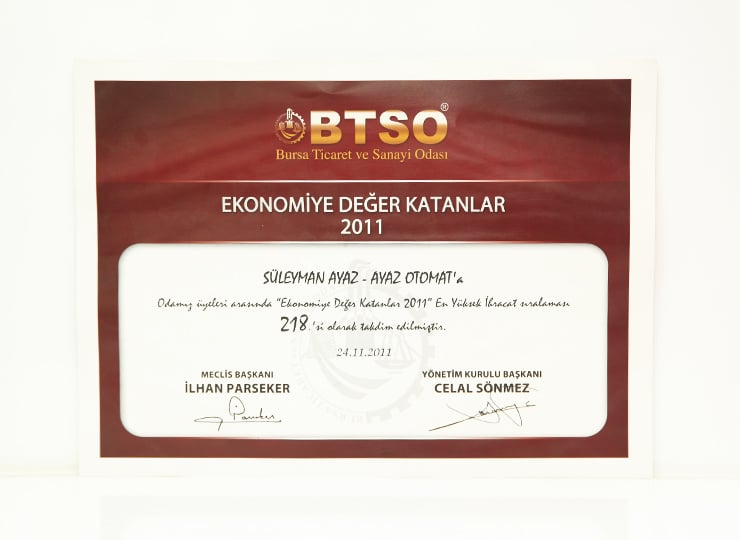 BTSO®
Bursa Ticaret ve Sanayi Odası
EKONOMİYE DEĞER KATANLAR
2011
SÜLEYMAN AYAZ - AYAZ OTOMAT'a
Odamız üyeleri arasında "Ekonomiye Değer Katanlar 2011" En Yüksek İhracat sıralaması
218.'si olarak takdim edilmiştir.
24.11.2011
MECLİS BAŞKANI
İLHAN PARSEKER
YÖNETİM KURULU BAŞKANI
CELAL SÖNMEZ